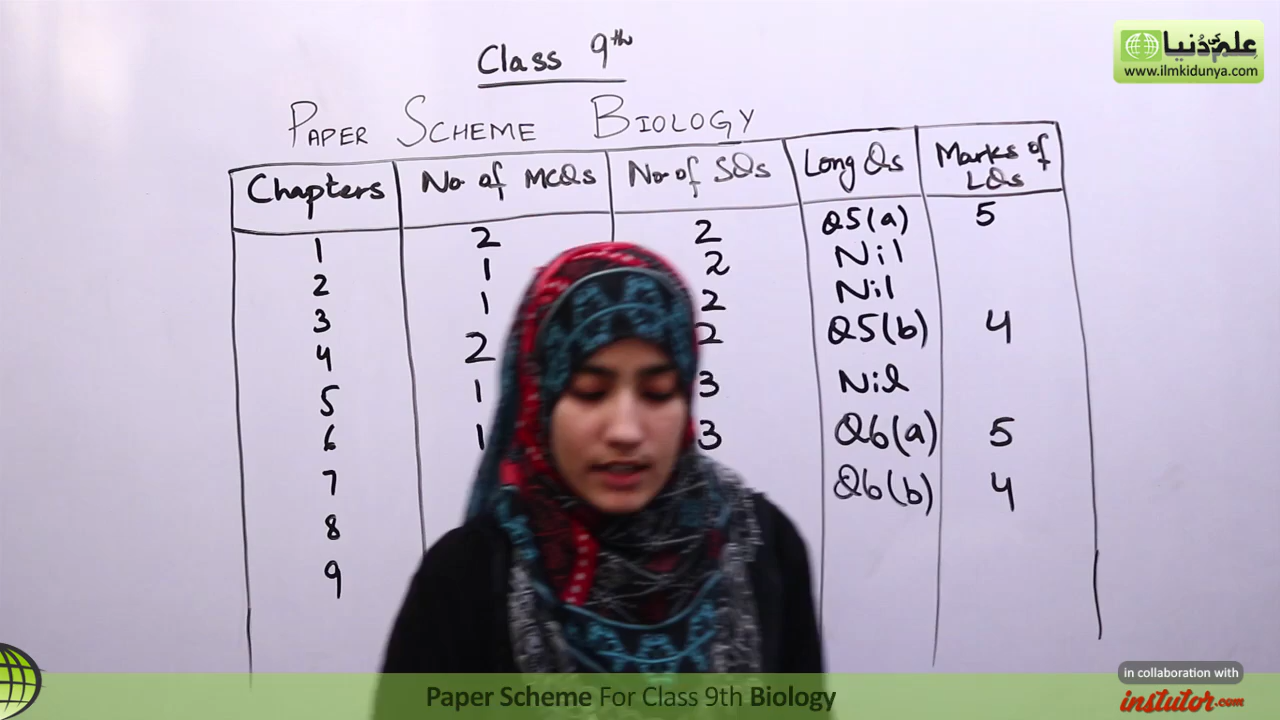 علم کی دنیا
www.ilmkidunya.com
Class 9th
PAPER SCHEME BIOLOGY
Chapters No of MCQs No of SQs Long Qs Marks of LQs
1 2 2 Q5(a) 5
2 1 2 Nil
3 1 2 Nil
4 2 2 Q5(b) 4
5 1 3 Nil
6 1 3 Q6(a) 5
7 Q6(b) 4
8
9
Paper Scheme For Class 9th Biology
in collaboration with
instutor.com